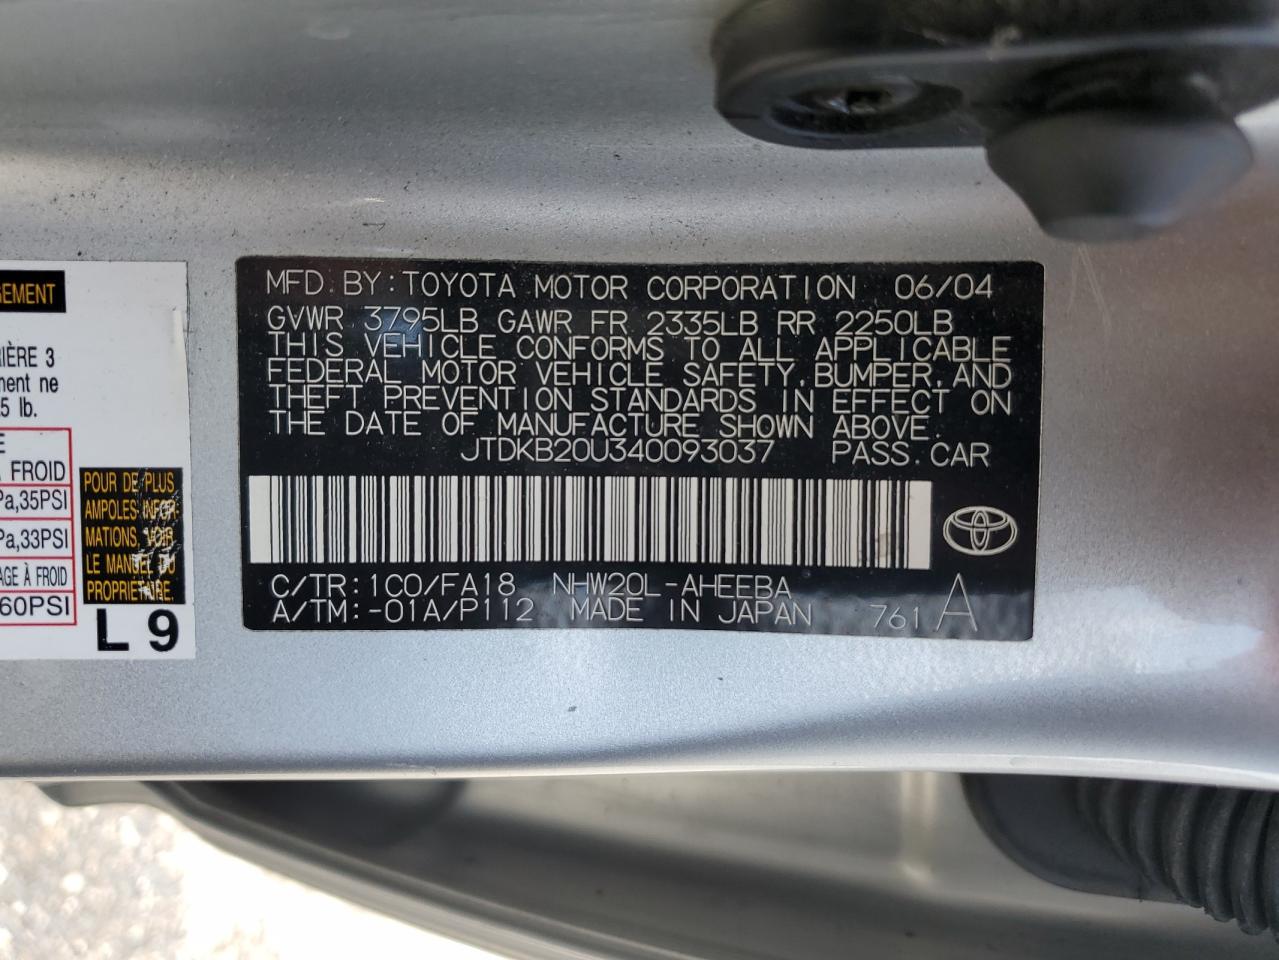 GEMENT
IÈRE 3
ment ne
5 lb.
À FROID
Pa,35PSI
Pa,33PSI
AGE À FROID
60PSI
POUR DE PLUS
AMPOLES INFOR-
MATIONS, VOIR
LE MANUEL DU
PROPRIETAIRE.
L 9
MFD. BY: TOYOTA MOTOR CORPORATION 06/04
GVWR 3795LB GAWR FR 2335LB RR 2250LB
THIS VEHICLE CONFORMS TO ALL APPLICABLE
FEDERAL MOTOR VEHICLE SAFETY, BUMPER, AND
THEFT PREVENTION STANDARDS IN EFFECT ON
THE DATE OF MANUFACTURE SHOWN ABOVE.
JTDKB20U340093037 PASS. CAR
C/TR: 1C0/FA18 NHW20L-AHEEBA
A/TM: -01A/P112 MADE IN JAPAN 761 A